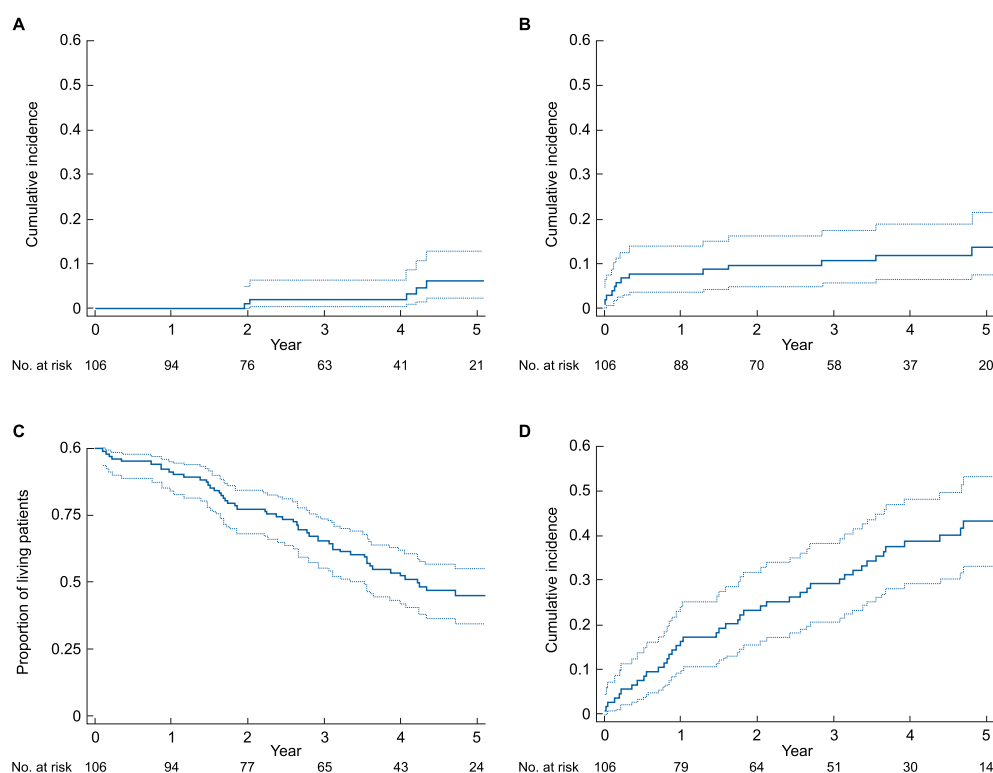 A
Cumulative incidence
0.6
0.5
0.4
0.3
0.2
0.1
0
0 1 2 3 4 5
Year
No. at risk 106 94 76 63 41 21
B
Cumulative incidence
0.6
0.5
0.4
0.3
0.2
0.1
0
0 1 2 3 4 5
Year
No. at risk 106 88 70 58 37 20
C
Proportion of living patients
0.6
0.75
0.5
0.25
0
0 1 2 3 4 5
Year
No. at risk 106 94 77 65 43 24
D
Cumulative incidence
0.6
0.5
0.4
0.3
0.2
0.1
0
0 1 2 3 4 5
Year
No. at risk 106 79 64 51 30 14